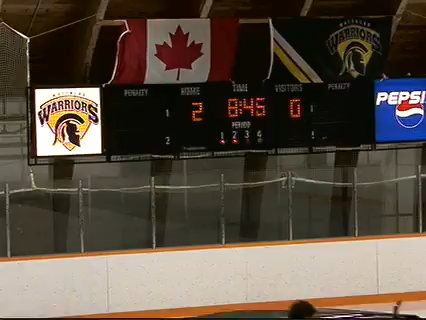 WATERLOO
WARRIORS
WARRIORS
PENALTY HOME TIME VISITORS PENALTY
1 2 8:45 0 1
PERIOD
1 2 3 4
2
PEPSI